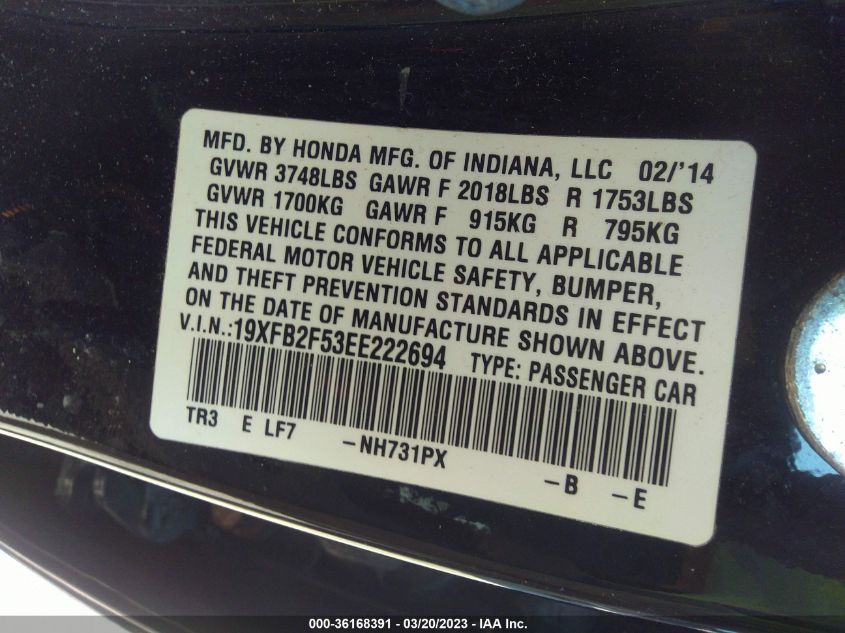 MFD. BY HONDA MFG. OF INDIANA, LLC 02/'14
GVWR 3748LBS GAWR F 2018LBS R 1753LBS
GVWR 1700KG GAWR F 915KG R 795KG
THIS VEHICLE CONFORMS TO ALL APPLICABLE
FEDERAL MOTOR VEHICLE SAFETY, BUMPER,
AND THEFT PREVENTION STANDARDS IN EFFECT
ON THE DATE OF MANUFACTURE SHOWN ABOVE.
V.I.N.:19XFB2F53EE222694 TYPE: PASSENGER CAR
TR3 E LF7 -NH731PX -B -E
000-36168391 - 03/20/2023 - IAA Inc.